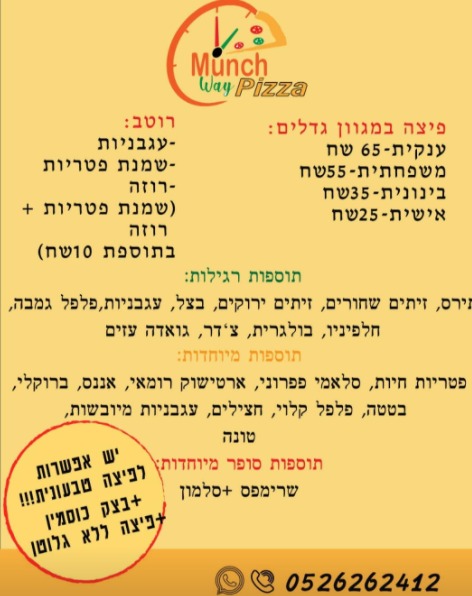 Munch
Way Pizza
פיצה במגוון גדלים:
ענקית-65 שח
משפחתית-55שח
בינונית-35שח
אישית-25שח
רוטב:
-עגבניות
-שמנת פטריות
-רוזה
(שמנת פטריות +
רוזה
בתוספת 10שח)
תוספות רגילות:
תירס, זיתים שחורים, זיתים ירוקים, בצל, עגבניות,פלפל גמבה,
חלפיניו, בולגרית, צ'דר, גואדה עזים
תוספות מיוחדות:
פטריות חיות, סלאמי פפרוני, ארטישוק רומאי, אננס, ברוקלי,
בטטה, פלפל קלוי, חצילים, עגבניות מיובשות,
טונה
תוספות סופר מיוחדות:
שרימפס +סלמון
יש אפשרות
לפיצה טבעונית!!!
+בצק כוסמין
+פיצה ללא גלוטן
0526262412